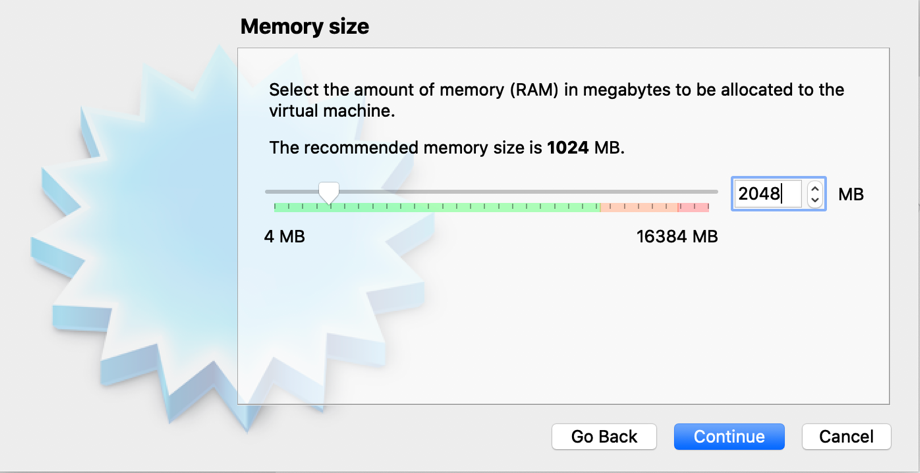 Memory size
Select the amount of memory (RAM) in megabytes to be allocated to the
virtual machine.
The recommended memory size is 1024 MB.
2048 MB
4 MB 16384 MB
Go Back Continue Cancel